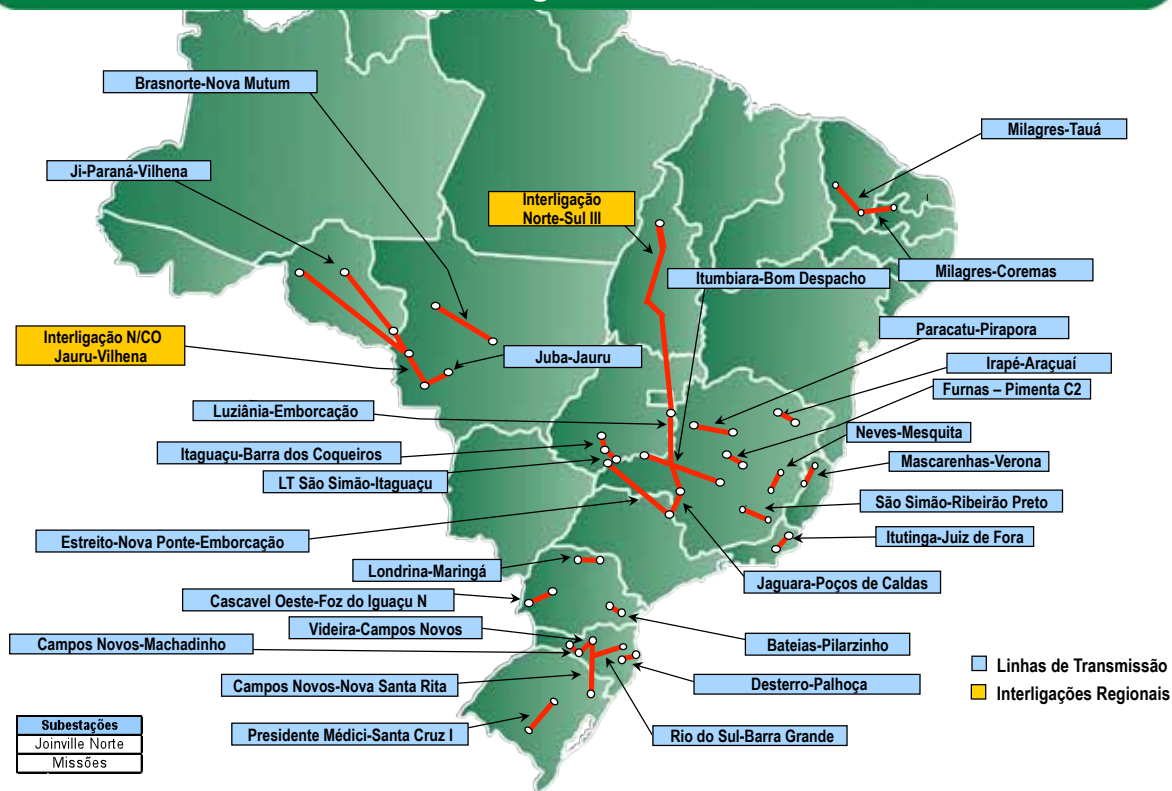 Brasnorte-Nova Mutum
Milagres-Tauá
Ji-Paraná-Vilhena
Interligação
Norte-Sul III
Itumbiara-Bom Despacho
Milagres-Coremas
Interligação N/CO
Jauru-Vilhena
Juba-Jauru
Paracatu-Pirapora
Irapé-Araçuaí
Furnas – Pimenta C2
Luziânia-Emborcação
Neves-Mesquita
Itaguaçu-Barra dos Coqueiros
Mascarenhas-Verona
LT São Simão-Itaguaçu
São Simão-Ribeirão Preto
Estreito-Nova Ponte-Emborcação
Itutinga-Juiz de Fora
Londrina-Maringá
Jaguara-Poços de Caldas
Cascavel Oeste-Foz do Iguaçu N
Videira-Campos Novos
Campos Novos-Machadinho
Bateias-Pilarzinho
Campos Novos-Nova Santa Rita
Desterro-Palhoça
Presidente Médici-Santa Cruz I
Rio do Sul-Barra Grande
Linhas de Transmissão
Interligações Regionais
Subestações
Joinville Norte
Missões